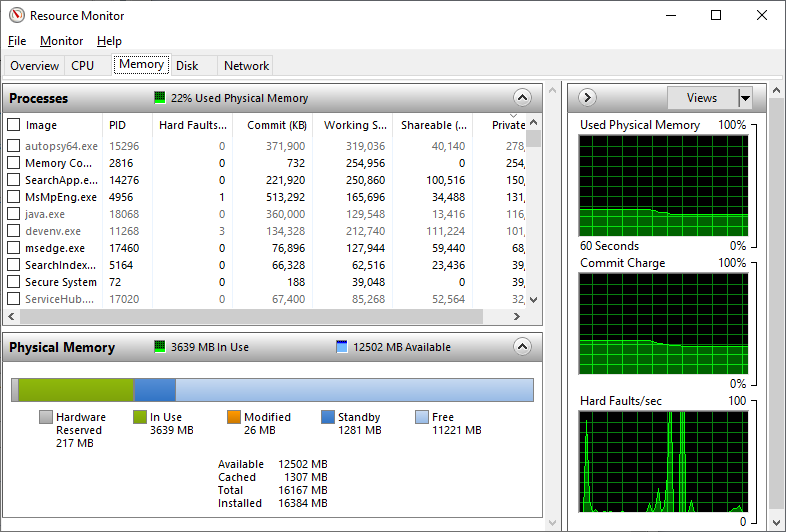 Resource Monitor
File Monitor Help
Overview CPU Memory Disk Network
Processes 22% Used Physical Memory
Image PID Hard Faults... Commit (KB) Working S... Shareable (... Private
autopsy64.exe 15296 0 371,900 319,036 40,140 278,
Memory Co... 2816 0 732 254,956 0 254,
SearchApp.e... 14276 0 221,920 250,860 100,516 150,
MsMpEng.exe 4956 1 513,292 165,696 34,488 131,
java.exe 18068 0 360,000 129,548 13,416 116,
devenv.exe 11268 3 134,328 212,740 111,224 101,
msedge.exe 17460 0 76,896 127,944 59,440 68,
SearchIndex... 5164 0 66,328 62,516 23,436 39,
Secure System 72 0 188 39,048 0 39,
ServiceHub.... 17020 0 67,400 85,268 52,564 32,
Physical Memory 3639 MB In Use 12502 MB Available
Hardware Reserved 217 MB
In Use 3639 MB
Modified 26 MB
Standby 1281 MB
Free 11221 MB
Available 12502 MB
Cached 1307 MB
Total 16167 MB
Installed 16384 MB
Views
Used Physical Memory 100%
60 Seconds 0%
Commit Charge 100%
0%
Hard Faults/sec 100
0